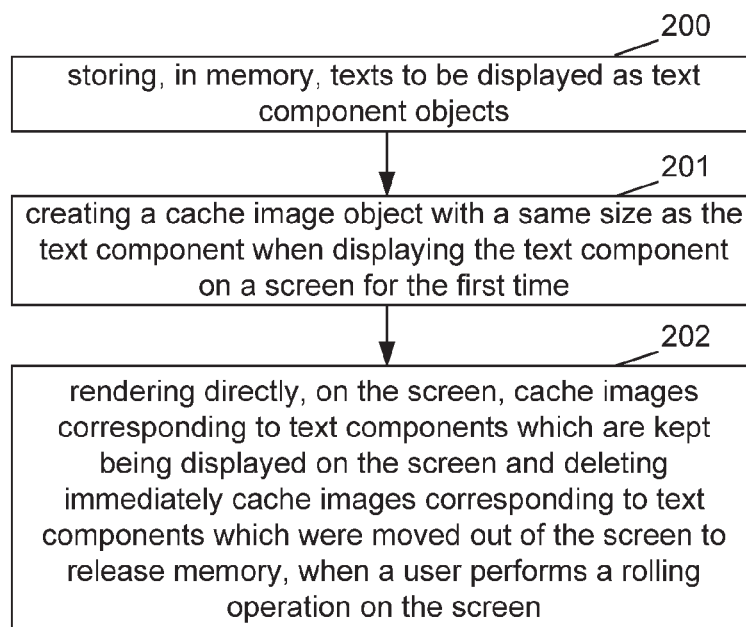 200
storing, in memory, texts to be displayed as text
component objects
201
creating a cache image object with a same size as the
text component when displaying the text component
on a screen for the first time
202
rendering directly, on the screen, cache images
corresponding to text components which are kept
being displayed on the screen and deleting
immediately cache images corresponding to text
components which were moved out of the screen to
release memory, when a user performs a rolling
operation on the screen